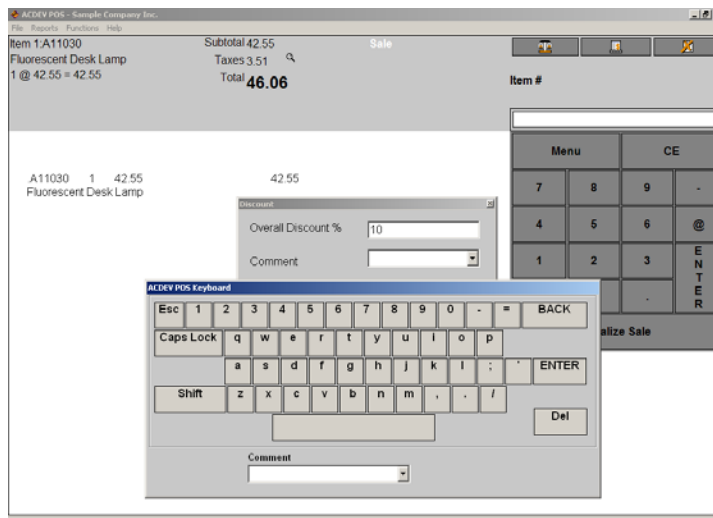 ACDEV POS - Sample Company Inc.
File Reports Functions Help
Item 1:A11030 Subtotal 42.55 Sale
Fluorescent Desk Lamp Taxes 3.51
1 @ 42.55 = 42.55 Total 46.06
Item #
Menu CE
A11030 1 42.55 42.55
Fluorescent Desk Lamp
7 8 9 -
Discount
Overall Discount % 10
4 5 6 @
Comment
1 2 3 ENTER
ACDEV POS Keyboard
Esc 1 2 3 4 5 6 7 8 9 0 - = BACK
.
alize Sale
Caps Lock q w e r t y u i o p
a s d f g h j k l ; ' ENTER
Shift z x c v b n m , . /
Del
Comment